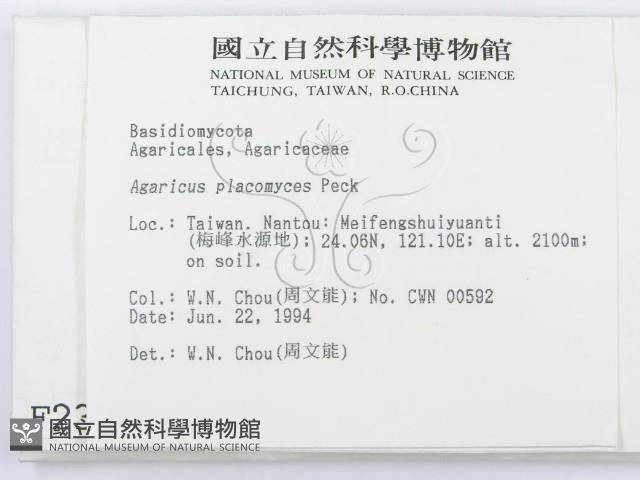 國立自然科學博物館
NATIONAL MUSEUM OF NATURAL SCIENCE
TAICHUNG, TAIWAN, R.O.CHINA
Basidiomycota
Agaricales, Agaricaceae
Agaricus placomyces Peck
Loc.: Taiwan. Nantou: Meifengshuiyuanti
(梅峰水源地); 24.06N, 121.10E; alt. 2100m;
on soil.
Col.: W.N. Chou(周文能); No. CWN 00592
Date: Jun. 22, 1994
Det.: W.N. Chou(周文能)
國立自然科學博物館
NATIONAL MUSEUM OF NATURAL SCIENCE